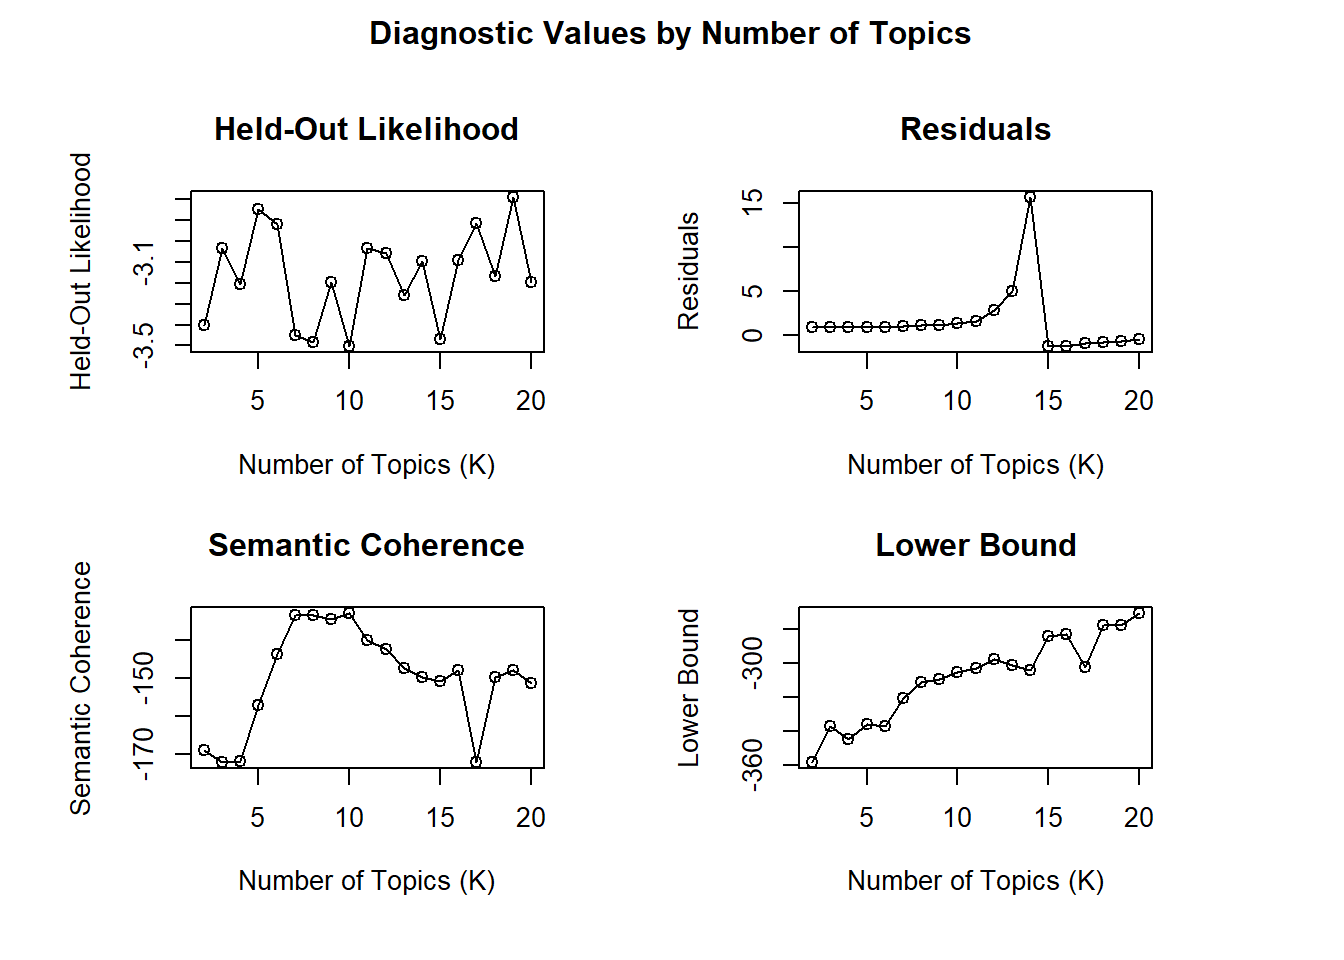 Diagnostic Values by Number of Topics
Held-Out Likelihood
Held-Out Likelihood
-3.1
-3.5
5 10 15 20
Number of Topics (K)
Residuals
Residuals
15
5
0
5 10 15 20
Number of Topics (K)
Semantic Coherence
Semantic Coherence
-150
-170
5 10 15 20
Number of Topics (K)
Lower Bound
Lower Bound
-300
-360
5 10 15 20
Number of Topics (K)